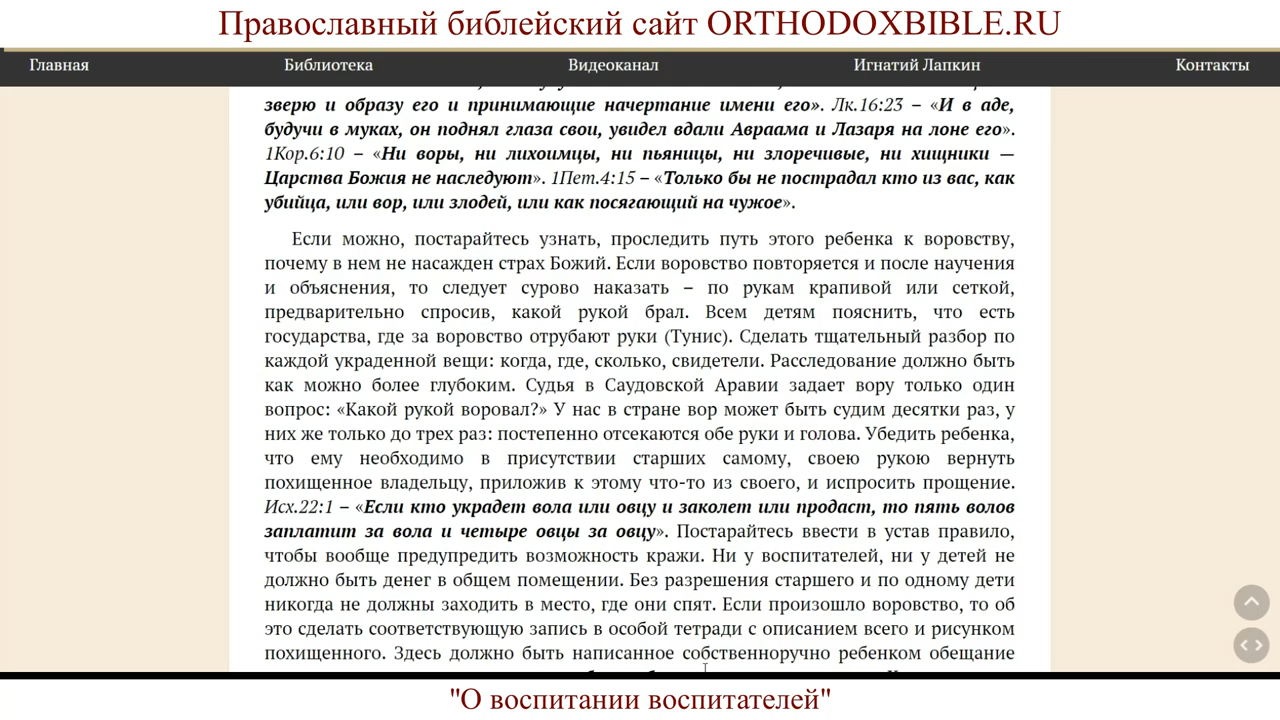 Православный библейский сайт ORTHODOXBIBLE.RU
Главная Библиотека Видеоканал Игнатий Лапкин Контакты
зверю и образу его и принимающие начертание имени его». Лк.16:23 – «И в аде,
будучи в муках, он поднял глаза свои, увидел вдали Авраама и Лазаря на лоне его».
1Кор.6:10 – «Ни воры, ни лихоимцы, ни пьяницы, ни злоречивые, ни хищники —
Царства Божия не наследуют». 1Пет.4:15 – «Только бы не пострадал кто из вас, как
убийца, или вор, или злодей, или как посягающий на чужое».
Если можно, постарайтесь узнать, проследить путь этого ребенка к воровству,
почему в нем не насажден страх Божий. Если воровство повторяется и после научения
и объяснения, то следует сурово наказать – по рукам крапивой или сеткой,
предварительно спросив, какой рукой брал. Всем детям пояснить, что есть
государства, где за воровство отрубают руки (Тунис). Сделать тщательный разбор по
каждой украденной вещи: когда, где, сколько, свидетели. Расследование должно быть
как можно более глубоким. Судья в Саудовской Аравии задает вору только один
вопрос: «Какой рукой воровал?» У нас в стране вор может быть судим десятки раз, у
них же только до трех раз: постепенно отсекаются обе руки и голова. Убедить ребенка,
что ему необходимо в присутствии старших самому, своею рукою вернуть
похищенное владельцу, приложив к этому что-то из своего, и испросить прощение.
Исх.22:1 – «Если кто украдет вола или овцу и заколет или продаст, то пять волов
заплатит за вола и четыре овцы за овцу». Постарайтесь ввести в устав правило,
чтобы вообще предупредить возможность кражи. Ни у воспитателей, ни у детей не
должно быть денег в общем помещении. Без разрешения старшего и по одному дети
никогда не должны заходить в место, где они спят. Если произошло воровство, то об
это сделать соответствующую запись в особой тетради с описанием всего и рисунком
похищенного. Здесь должно быть написанное собственноручно ребенком обещание
"О воспитании воспитателей"